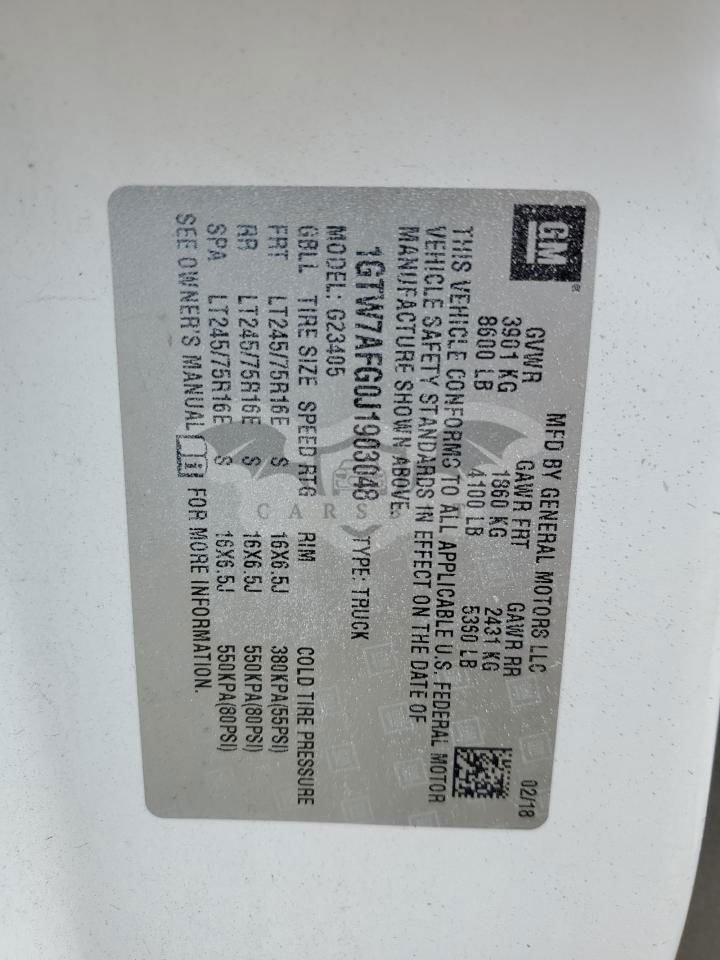 GM
®
MFD BY GENERAL MOTORS LLC 02/18
GVWR GAWR FRT GAWR RR
3901 KG 1860 KG 2431 KG
8600 LB 4100 LB 5360 LB
THIS VEHICLE CONFORMS TO ALL APPLICABLE U.S. FEDERAL MOTOR
VEHICLE SAFETY STANDARDS IN EFFECT ON THE DATE OF
MANUFACTURE SHOWN ABOVE.
1GTW7AFG0J1903048 TYPE: TRUCK
MODEL: G23405
GBLL TIRE SIZE SPEED RTG RIM COLD TIRE PRESSURE
FRT LT245/75R16E S 16X6.5J 380KPA(55PSI)
RR LT245/75R16E S 16X6.5J 550KPA(80PSI)
SPA LT245/75R16E S 16X6.5J 550KPA(80PSI)
SEE OWNER'S MANUAL FOR MORE INFORMATION.